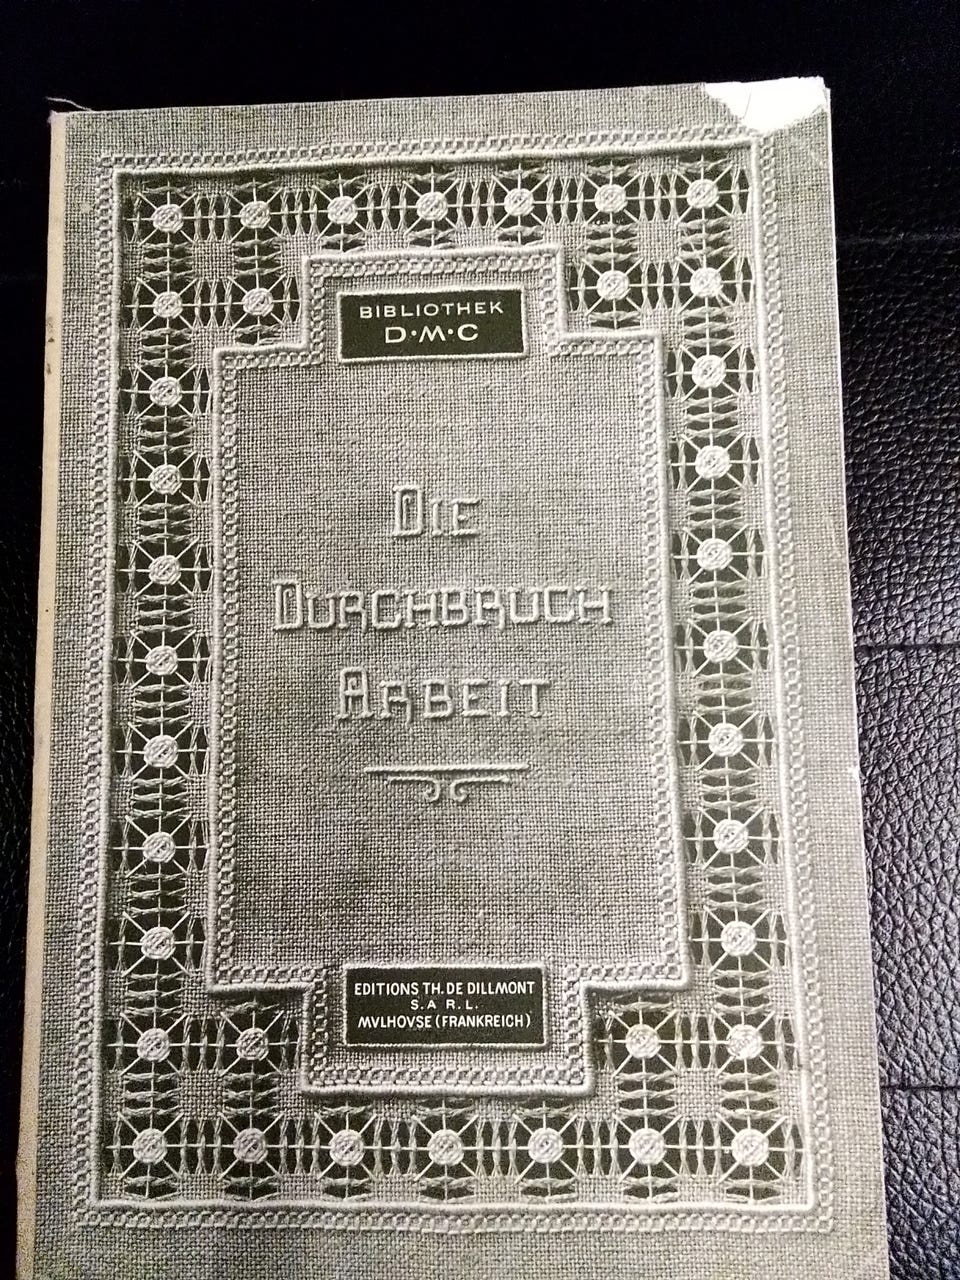 BIBLIOTHEK
D·M·C
DIE
DURCHBRUCH
ARBEIT
EDITIONS TH. DE DILLMONT
S.A R.L.
MVLHOVSE (FRANKREICH)